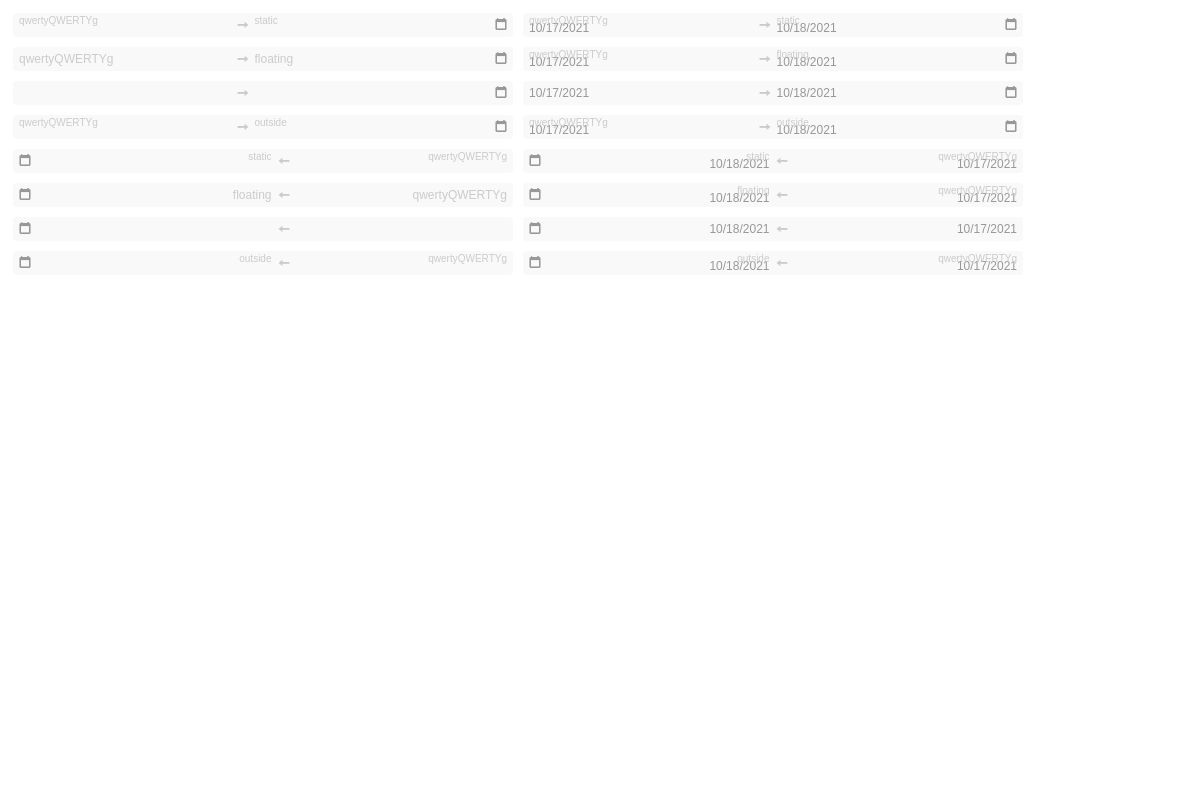 qwertyQWERTYg static qwertyQWERTYg static
10/17/2021 10/18/2021
qwertyQWERTYg floating qwertyQWERTYg floating
10/17/2021 10/18/2021
10/17/2021 10/18/2021
qwertyQWERTYg outside qwertyQWERTYg outside
10/17/2021 10/18/2021
static qwertyQWERTYg static qwertyQWERTYg
10/18/2021 10/17/2021
floating qwertyQWERTYg floating qwertyQWERTYg
10/18/2021 10/17/2021
10/18/2021 10/17/2021
outside qwertyQWERTYg outside qwertyQWERTYg
10/18/2021 10/17/2021